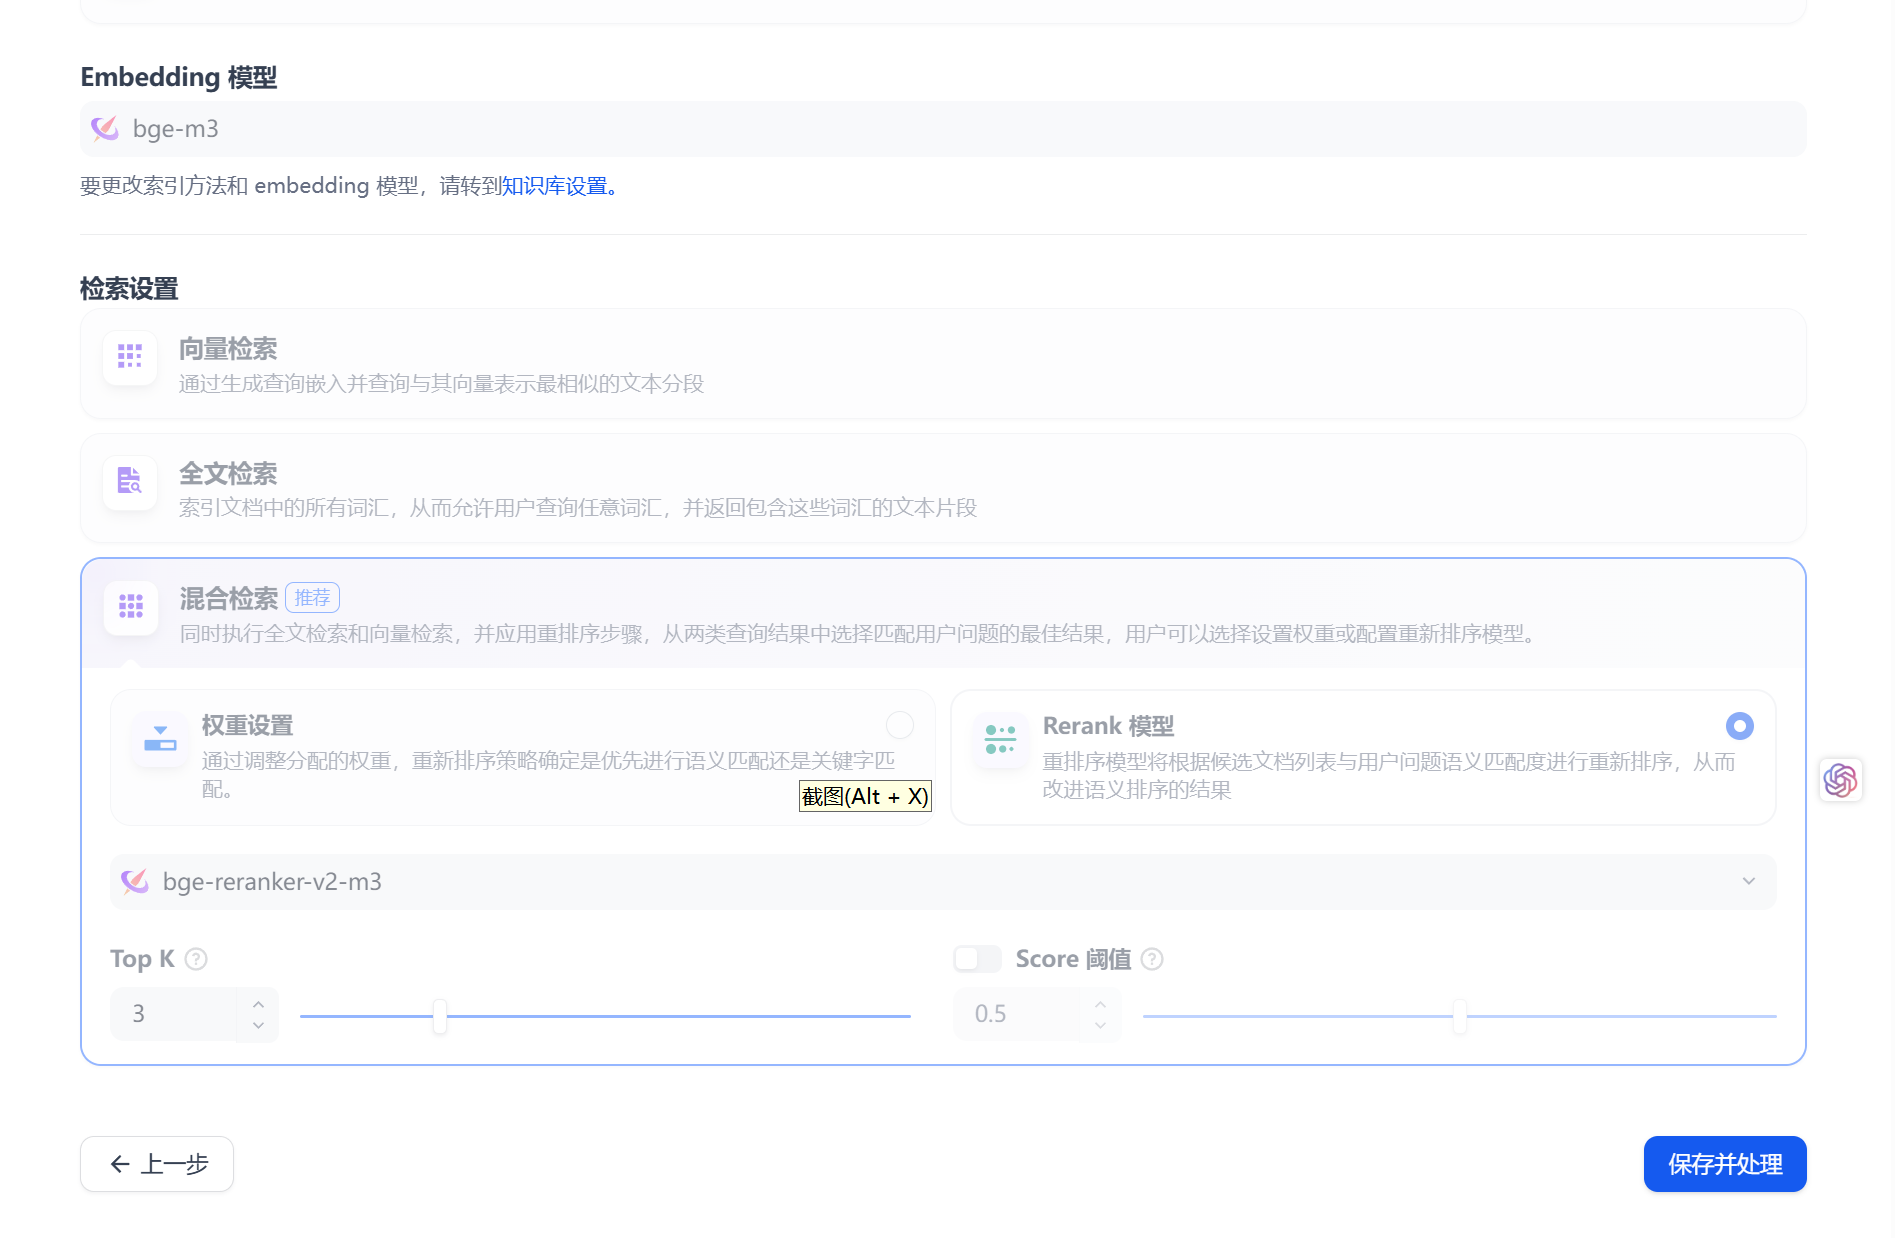 Embedding 模型
bge-m3
要更改索引方法和 embedding 模型，请转到知识库设置。
检索设置
向量检索
通过生成查询嵌入并查询与其向量表示最相似的文本分段
全文检索
索引文档中的所有词汇，从而允许用户查询任意词汇，并返回包含这些词汇的文本片段
混合检索 推荐
同时执行全文检索和向量检索，并应用重排序步骤，从两类查询结果中选择匹配用户问题的最佳结果，用户可以选择设置权重或配置重新排序模型。
权重设置
通过调整分配的权重，重新排序策略确定是优先进行语义匹配还是关键字匹
配。
截图(Alt + X)
Rerank 模型
重排序模型将根据候选文档列表与用户问题语义匹配度进行重新排序，从而
改进语义排序的结果
bge-reranker-v2-m3
Top K
3
Score 阈值
0.5
上一步
保存并处理